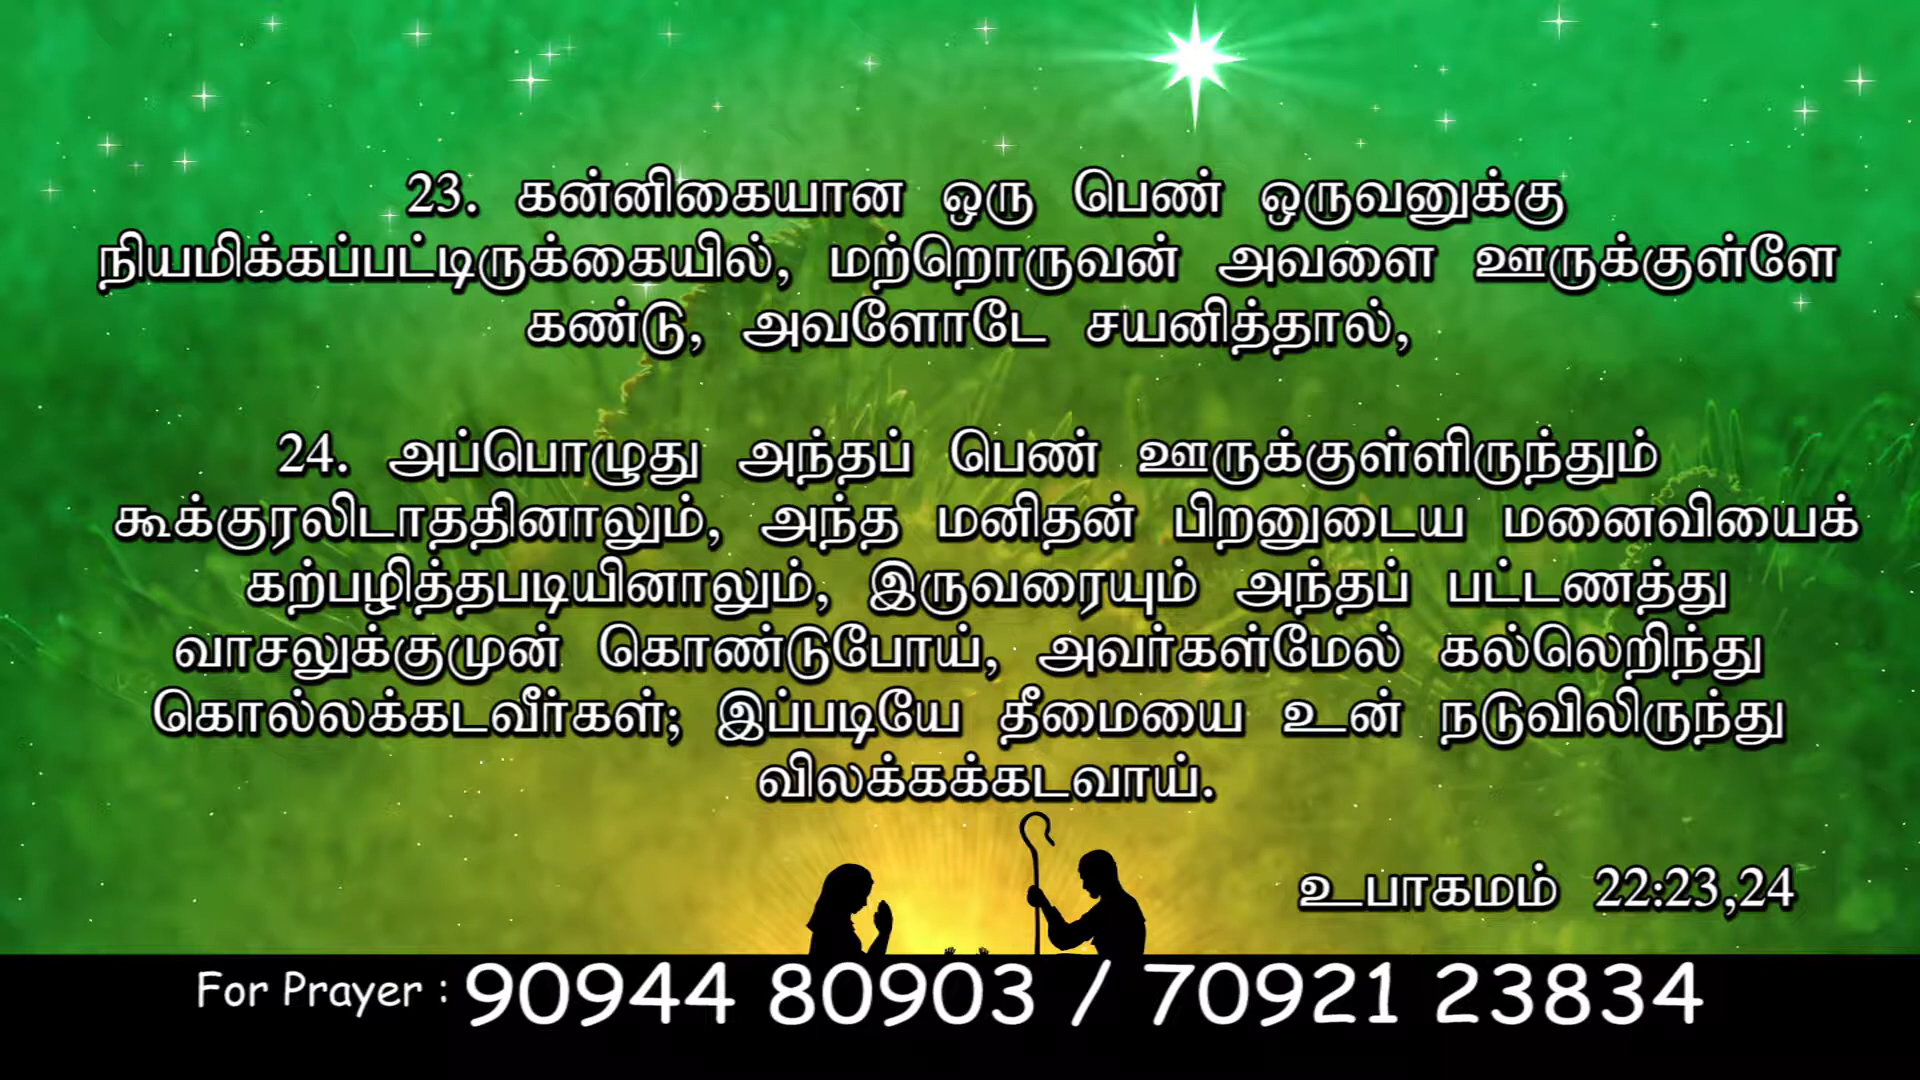 23. கன்னிகையான ஒரு பெண் ஒருவனுக்கு
நியமிக்கப்பட்டிருக்கையில், மற்றொருவன் அவளை ஊருக்குள்ளே
கண்டு, அவளோடே சயனித்தால்,
24. அப்பொழுது அந்தப் பெண் ஊருக்குள்ளிருந்தும்
கூக்குரலிடாததினாலும், அந்த மனிதன் பிறனுடைய மனைவியைக்
கற்பழித்தபடியினாலும், இருவரையும் அந்தப் பட்டணத்து
வாசலுக்குமுன் கொண்டுபோய், அவர்கள்மேல் கல்லெறிந்து
கொல்லக்கடவீர்கள்; இப்படியே தீமையை உன் நடுவிலிருந்து
விலக்கக்கடவாய்.
உபாகமம் 22:23,24
For Prayer : 90944 80903 / 70921 23834